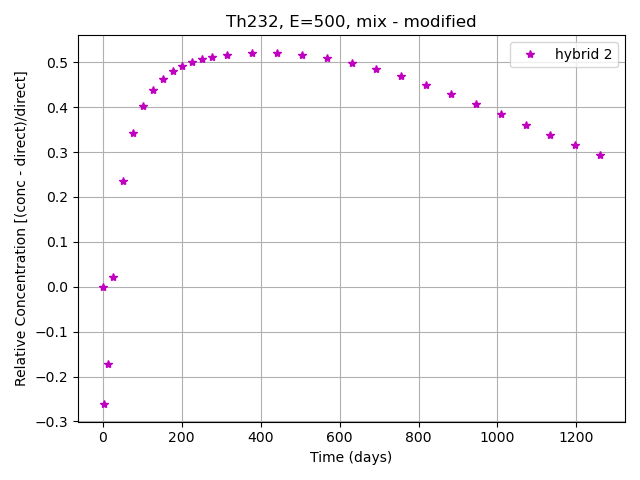 Th232, E=500, mix - modified
hybrid 2
Relative Concentration [(conc - direct)/direct]
0.5
0.4
0.3
0.2
0.1
0.0
−0.1
−0.2
−0.3
0 200 400 600 800 1000 1200
Time (days)